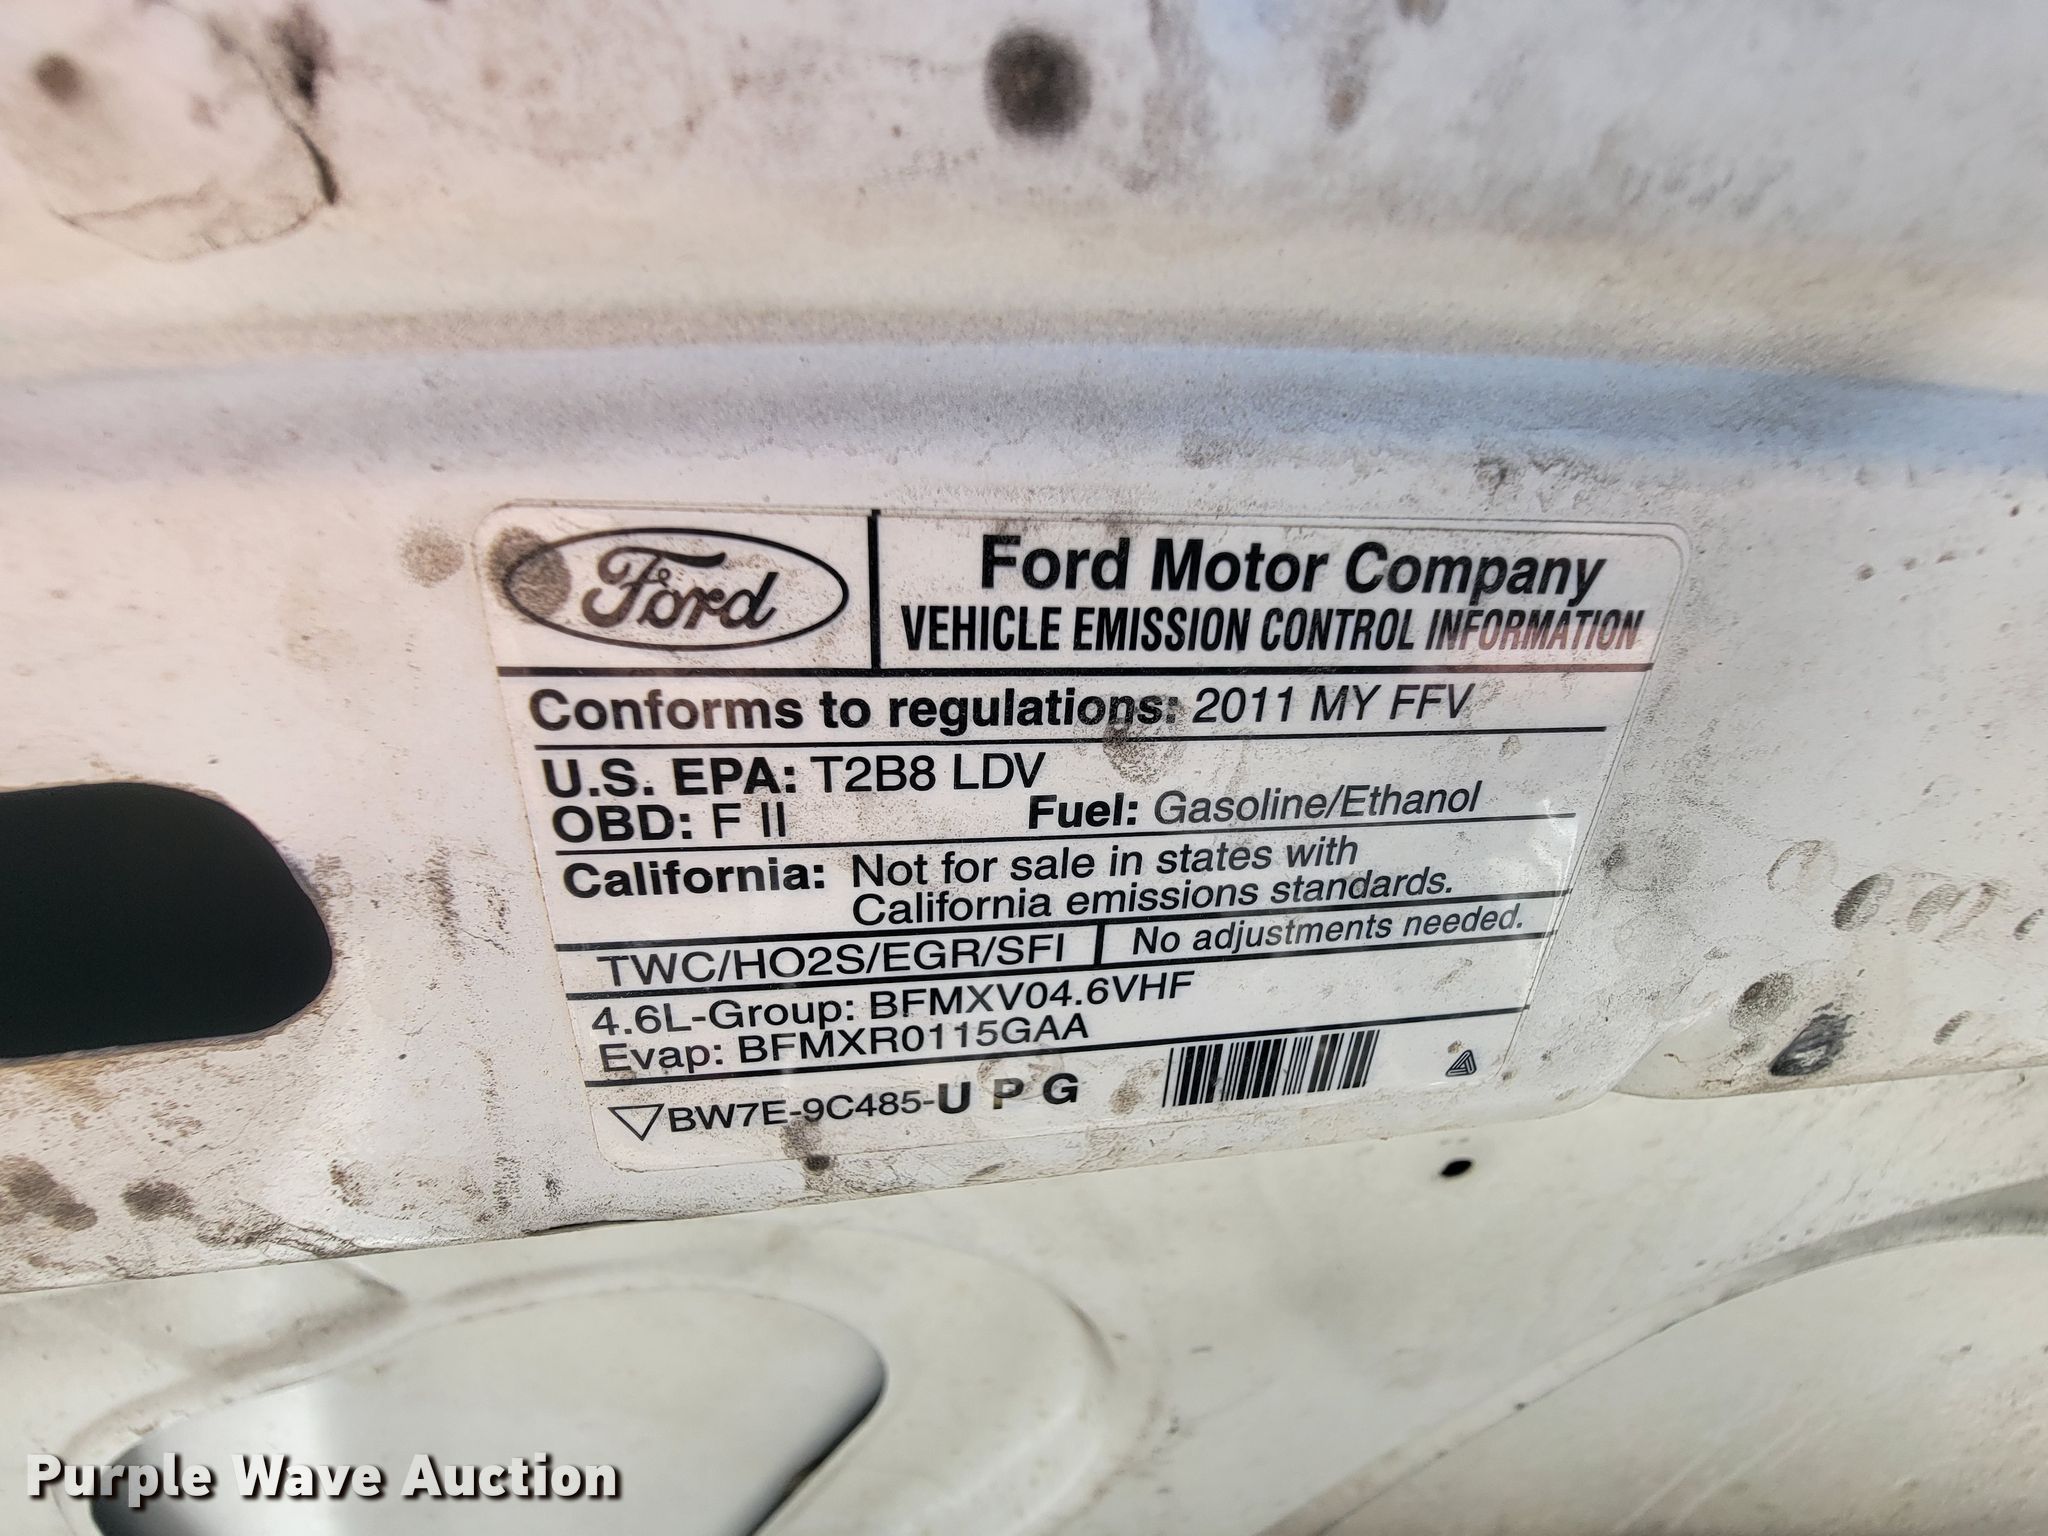 Ford
Ford Motor Company
VEHICLE EMISSION CONTROL INFORMATION
Conforms to regulations: 2011 MY FFV
U.S. EPA: T2B8 LDV
OBD: F II Fuel: Gasoline/Ethanol
California: Not for sale in states with
California emissions standards.
TWC/HO2S/EGR/SFI No adjustments needed.
4.6L-Group: BFMXV04.6VHF
Evap: BFMXR0115GAA
BW7E-9C485-U P G
Purple Wave Auction